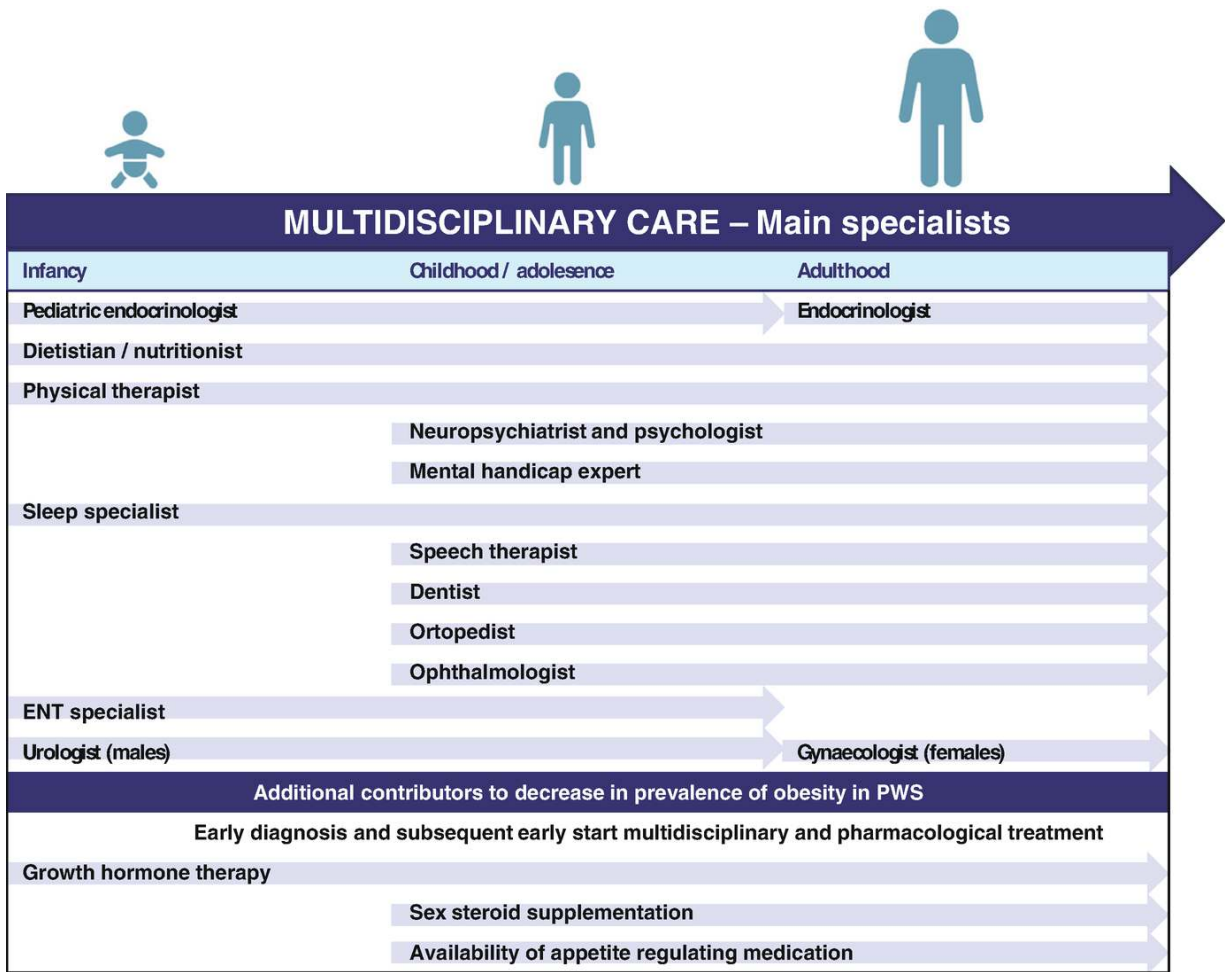 MULTIDISCIPLINARY CARE – Main specialists
Infancy Childhood / adolesence Adulthood
Pediatric endocrinologist Endocrinologist
Dietistian / nutritionist
Physical therapist
Neuropsychiatrist and psychologist
Mental handicap expert
Sleep specialist
Speech therapist
Dentist
Ortopedist
Ophthalmologist
ENT specialist
Urologist (males) Gynaecologist (females)
Additional contributors to decrease in prevalence of obesity in PWS
Early diagnosis and subsequent early start multidisciplinary and pharmacological treatment
Growth hormone therapy
Sex steroid supplementation
Availability of appetite regulating medication